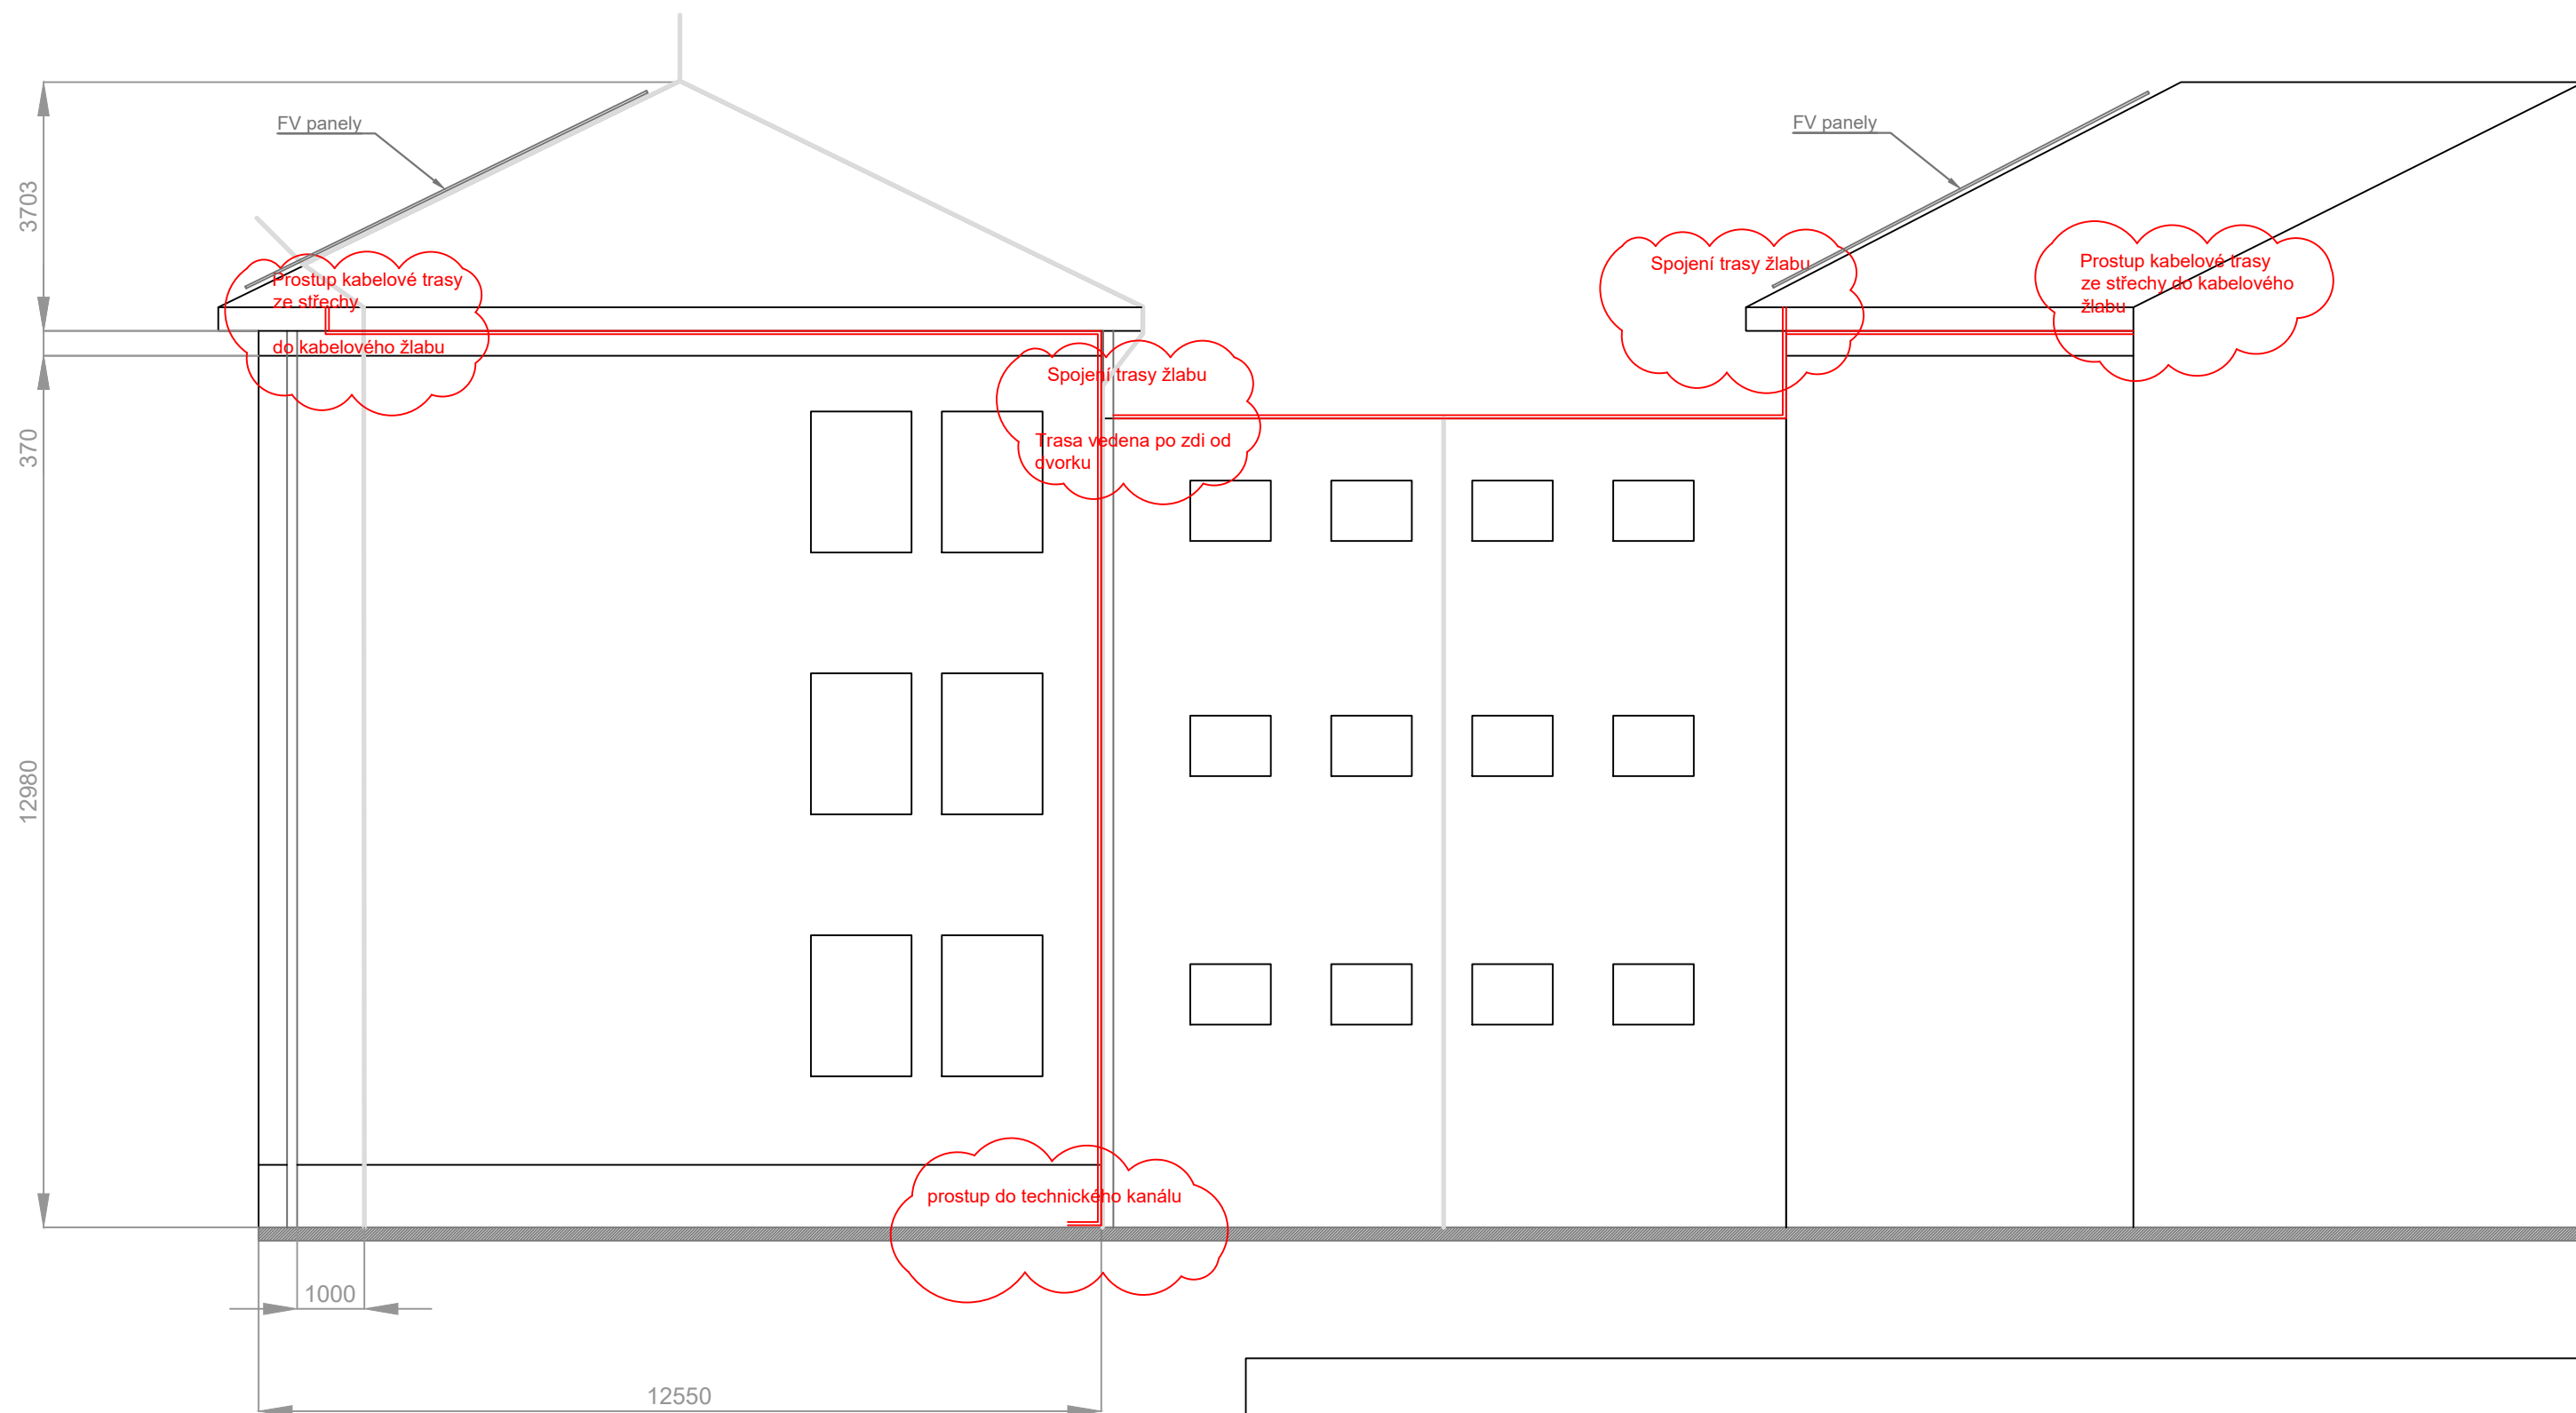 FV panely
FV panely
3703
Prostup kabelové trasy
ze střechy
do kabelového žlabu
Spojení trasy žlabu
Prostup kabelové trasy
ze střechy do kabelového
žlabu
Spojení trasy žlabu
Trasa vedena po zdi od
dvorku
370
12980
prostup do technického kanálu
1000
12550